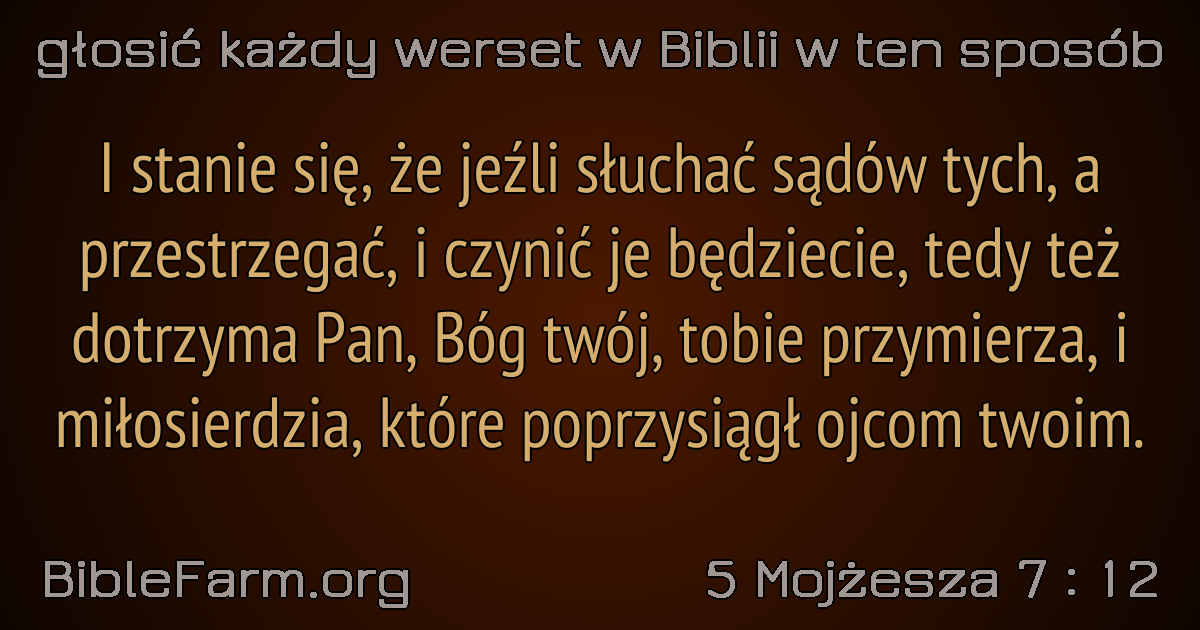 głosić każdy werset w Biblii w ten sposób
I stanie się, że jeźli słuchać sądów tych, a
przestrzegać, i czynić je będziecie, tedy też
dotrzyma Pan, Bóg twój, tobie przymierza, i
miłosierdzia, które poprzysiągł ojcom twoim.
BibleFarm.org
5 Mojżesza 7 : 12